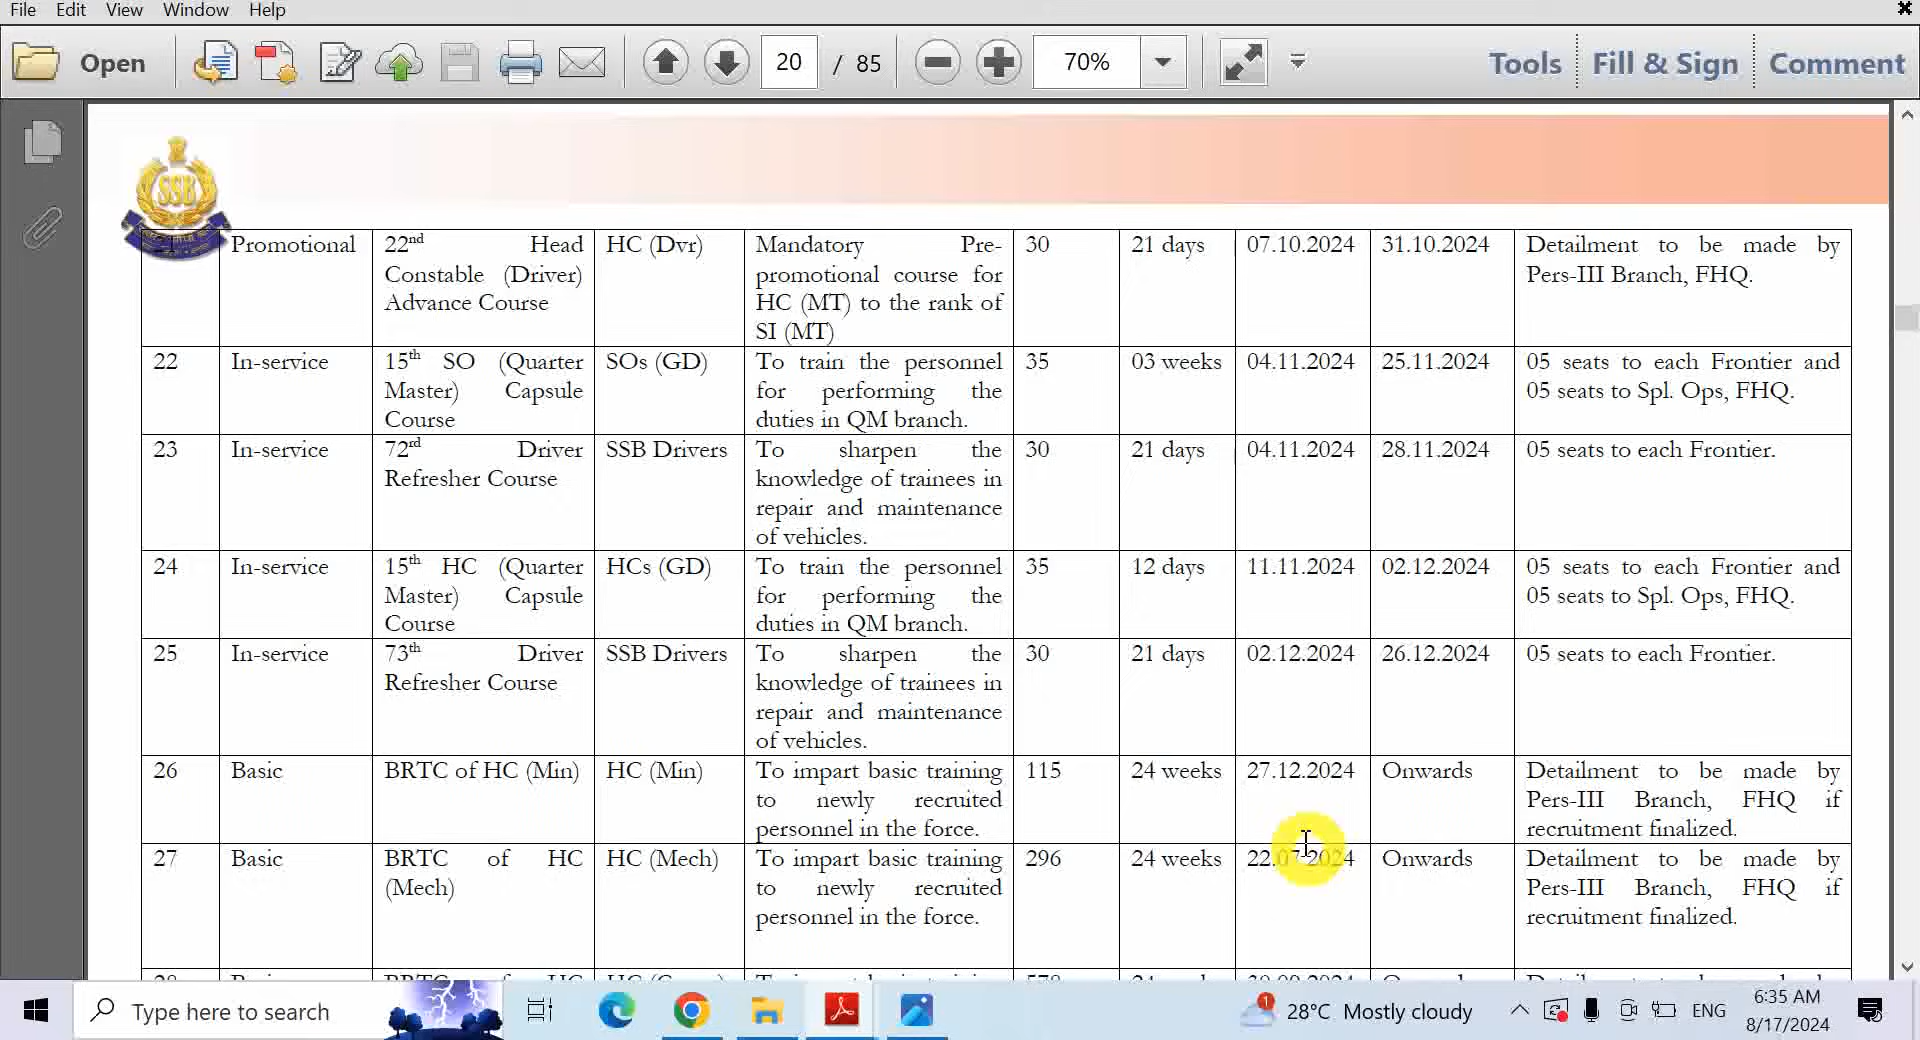 File Edit View Window Help
Open 20 / 85 70% Tools Fill & Sign Comment
SSB
Promotional 22nd Head Constable (Driver) Advance Course HC (Dvr) Mandatory Pre-promotional course for HC (MT) to the rank of SI (MT) 30 21 days 07.10.2024 31.10.2024 Detailment to be made by Pers-III Branch, FHQ.
22 In-service 15th SO (Quarter Master) Capsule Course SOs (GD) To train the personnel for performing the duties in QM branch. 35 03 weeks 04.11.2024 25.11.2024 05 seats to each Frontier and 05 seats to Spl. Ops, FHQ.
23 In-service 72rd Driver Refresher Course SSB Drivers To sharpen the knowledge of trainees in repair and maintenance of vehicles. 30 21 days 04.11.2024 28.11.2024 05 seats to each Frontier.
24 In-service 15th HC (Quarter Master) Capsule Course HCs (GD) To train the personnel for performing the duties in QM branch. 35 12 days 11.11.2024 02.12.2024 05 seats to each Frontier and 05 seats to Spl. Ops, FHQ.
25 In-service 73th Driver Refresher Course SSB Drivers To sharpen the knowledge of trainees in repair and maintenance of vehicles. 30 21 days 02.12.2024 26.12.2024 05 seats to each Frontier.
26 Basic BRTC of HC (Min) HC (Min) To impart basic training to newly recruited personnel in the force. 115 24 weeks 27.12.2024 Onwards Detailment to be made by Pers-III Branch, FHQ if recruitment finalized.
27 Basic BRTC of HC (Mech) HC (Mech) To impart basic training to newly recruited personnel in the force. 296 24 weeks 22.07.2024 Onwards Detailment to be made by Pers-III Branch, FHQ if recruitment finalized.
Type here to search 1 28°C Mostly cloudy ENG 6:35 AM
8/17/2024